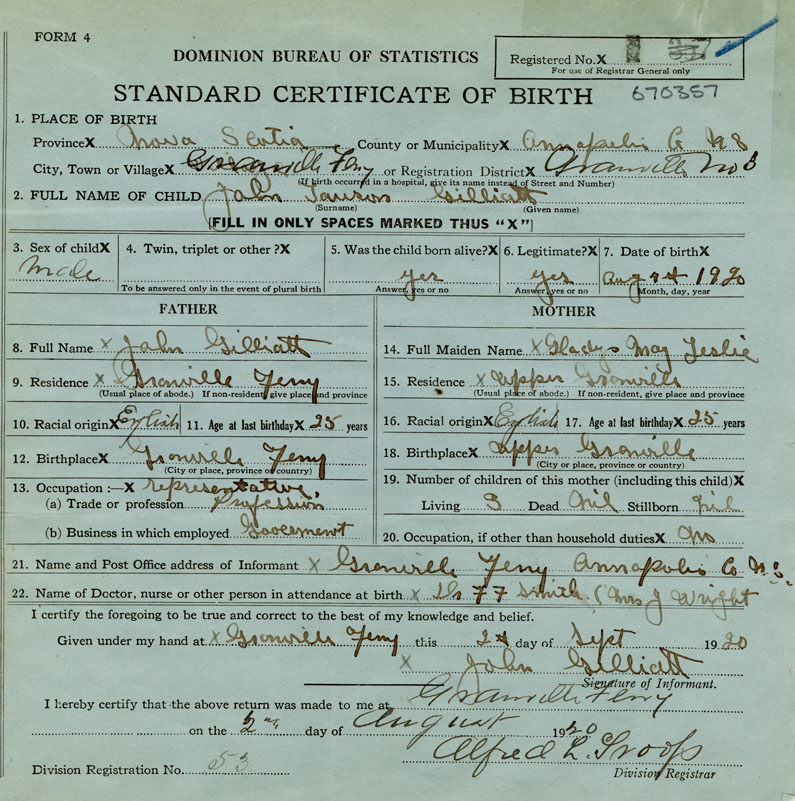 FORM 4
DOMINION BUREAU OF STATISTICS
Registered No.X
For use of Registrar General only
STANDARD CERTIFICATE OF BIRTH 670357
1. PLACE OF BIRTH
Province X Nova Scotia County or Municipality X Annapolis Co N S
City, Town or Village X Granville Ferry or Registration District X Granville No 3
(If birth occurred in a hospital, give its name instead of Street and Number)
2. FULL NAME OF CHILD John Gilliatt
(Surname) (Given name)
[FILL IN ONLY SPACES MARKED THUS "X"]
3. Sex of child X 4. Twin, triplet or other ? X 5. Was the child born alive? X 6. Legitimate? X 7. Date of birth X
Male yes yes Aug 1920
To be answered only in the event of plural birth Answer, yes or no Answer, yes or no Month, day, year
FATHER MOTHER
8. Full Name X John Gilliatt 14. Full Maiden Name X Gladys May Leslie
9. Residence X Granville Ferry 15. Residence X Upper Granville
(Usual place of abode.) If non-resident, give place and province (Usual place of abode.) If non-resident, give place and province
10. Racial origin X English 11. Age at last birthday X 25 years 16. Racial origin X English 17. Age at last birthday X 25 years
12. Birthplace X Granville Ferry 18. Birthplace X Upper Granville
(City or place, province or country) (City or place, province or country)
13. Occupation :— X representative, 19. Number of children of this mother (including this child) X
(a) Trade or profession Profession Living 3 Dead Nil Stillborn Nil
(b) Business in which employed Government 20. Occupation, if other than household duties X No
21. Name and Post Office address of Informant X Granville Ferry Annapolis Co. N.S.
22. Name of Doctor, nurse or other person in attendance at birth X Dr F F Smith (Mrs J Wright
I certify the foregoing to be true and correct to the best of my knowledge and belief.
Given under my hand at X Granville Ferry this day of Sept 1920
X John Gilliatt
Signature of Informant.
I hereby certify that the above return was made to me at Granville Ferry
on the 2nd day of August 1920
Alfred L. Troop
Division Registration No. 53 Division Registrar